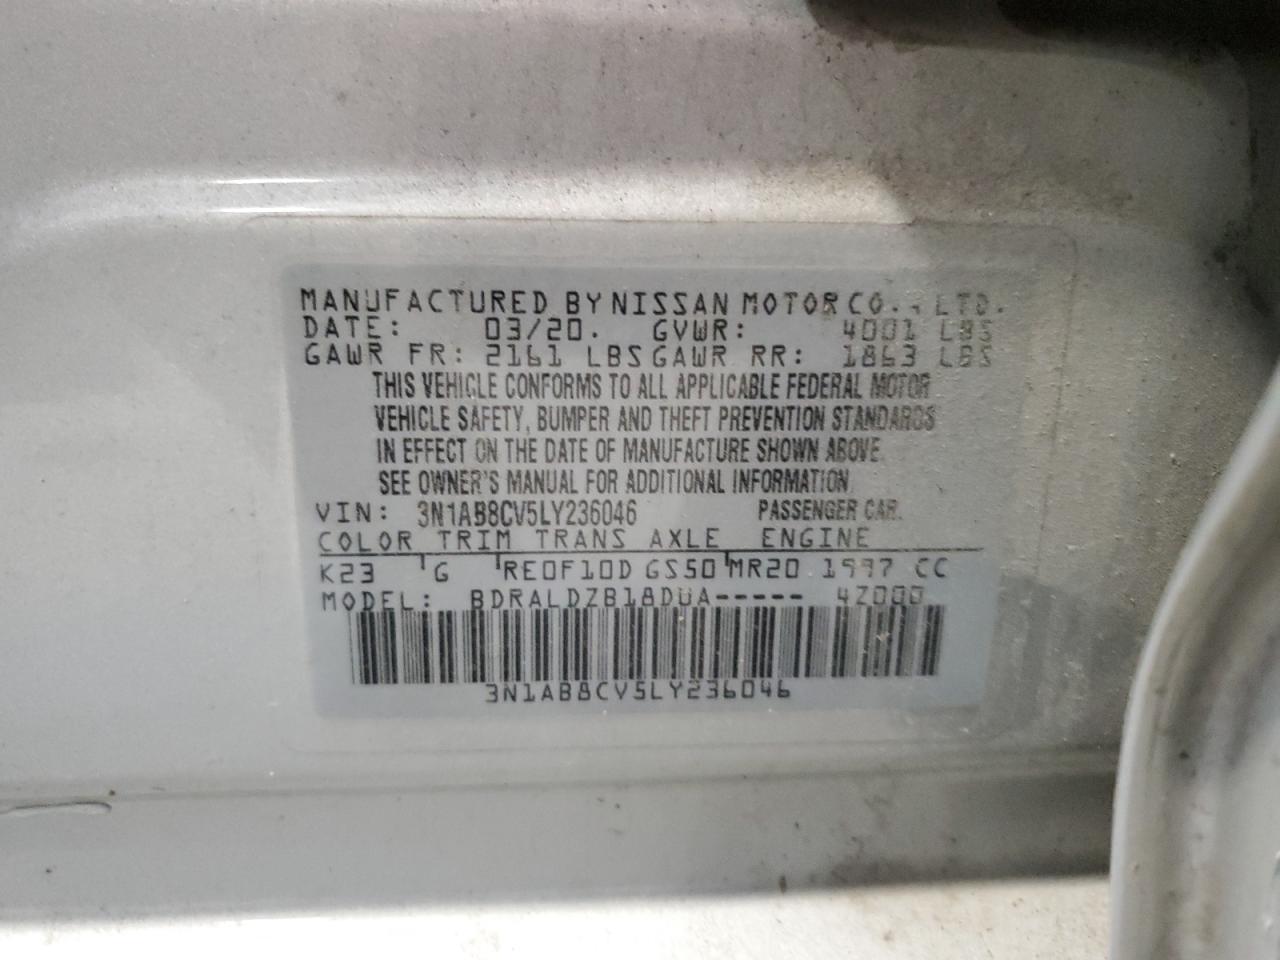 MANUFACTURED BY NISSAN MOTOR CO., LTD.
DATE: 03/20. GVWR: 4001 LBS
GAWR FR: 2161 LBS GAWR RR: 1863 LBS
THIS VEHICLE CONFORMS TO ALL APPLICABLE FEDERAL MOTOR
VEHICLE SAFETY, BUMPER AND THEFT PREVENTION STANDARDS
IN EFFECT ON THE DATE OF MANUFACTURE SHOWN ABOVE.
SEE OWNER'S MANUAL FOR ADDITIONAL INFORMATION.
VIN: 3N1AB8CV5LY236046 PASSENGER CAR.
COLOR TRIM TRANS AXLE ENGINE
K23 G RE0F10D GS50 MR20 1997 CC
MODEL: BDRALDZB18DUA----- 4Z000
3N1AB8CV5LY236046